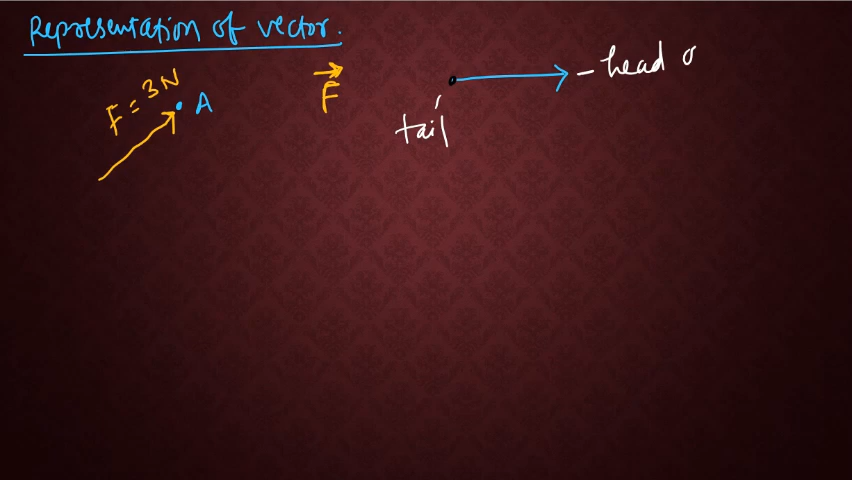 Representation of vector.
F = 3N
A
F
tail
- head o